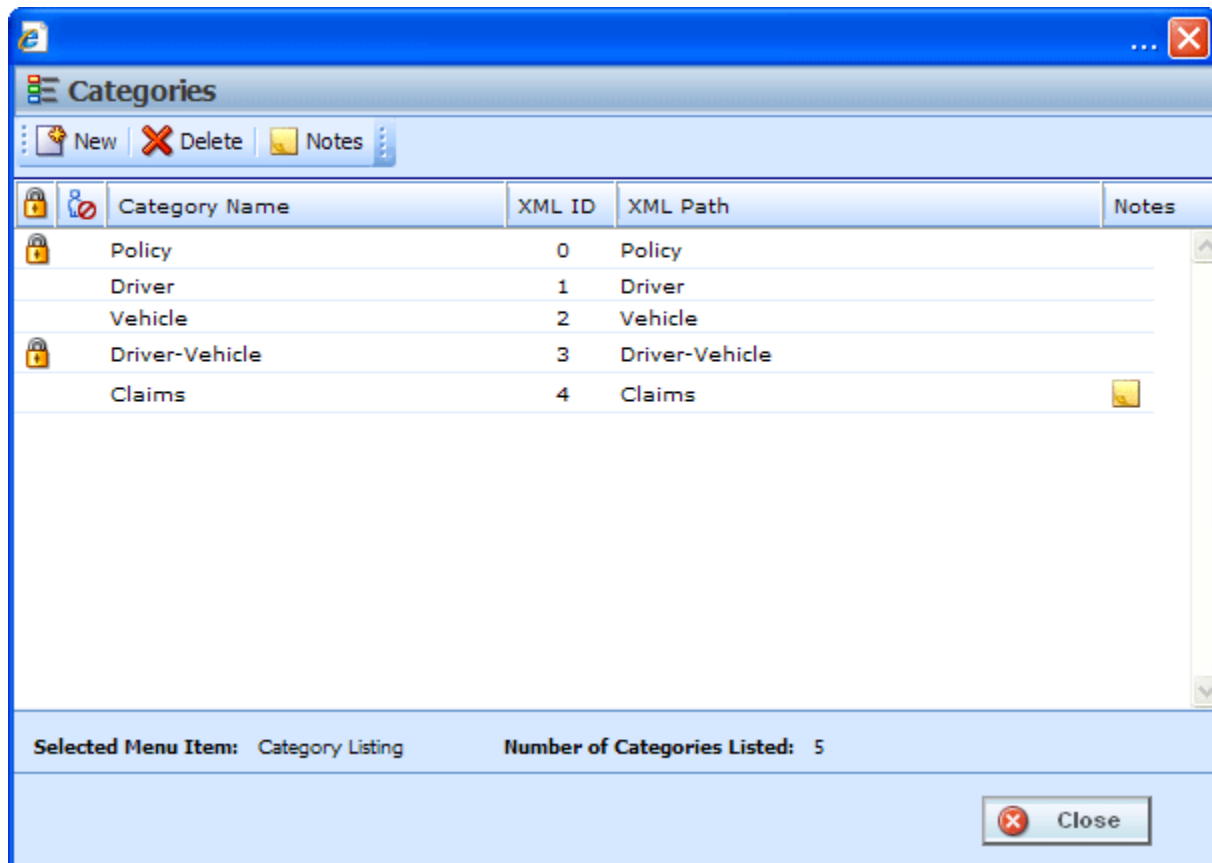 ...
Categories
New Delete Notes
Category Name XML ID XML Path Notes
Policy 0 Policy
Driver 1 Driver
Vehicle 2 Vehicle
Driver-Vehicle 3 Driver-Vehicle
Claims 4 Claims
Selected Menu Item: Category Listing Number of Categories Listed: 5
Close